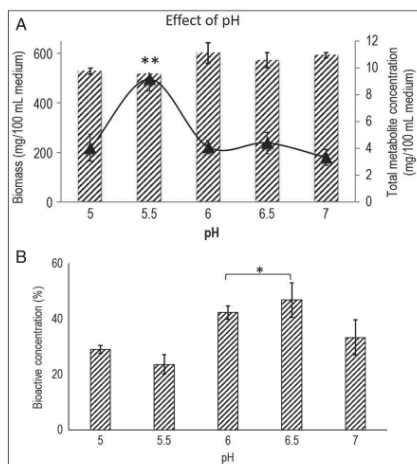 A
Effect of pH
Biomass (mg/100 mL medium)
600
400
200
0
**
12
10
8
6
4
2
0
Total metabolite concentration
(mg/100 mL medium)
5 5.5 6 6.5 7
pH
B
Bioactive concentration (%)
60
40
20
0
*
5 5.5 6 6.5 7
pH